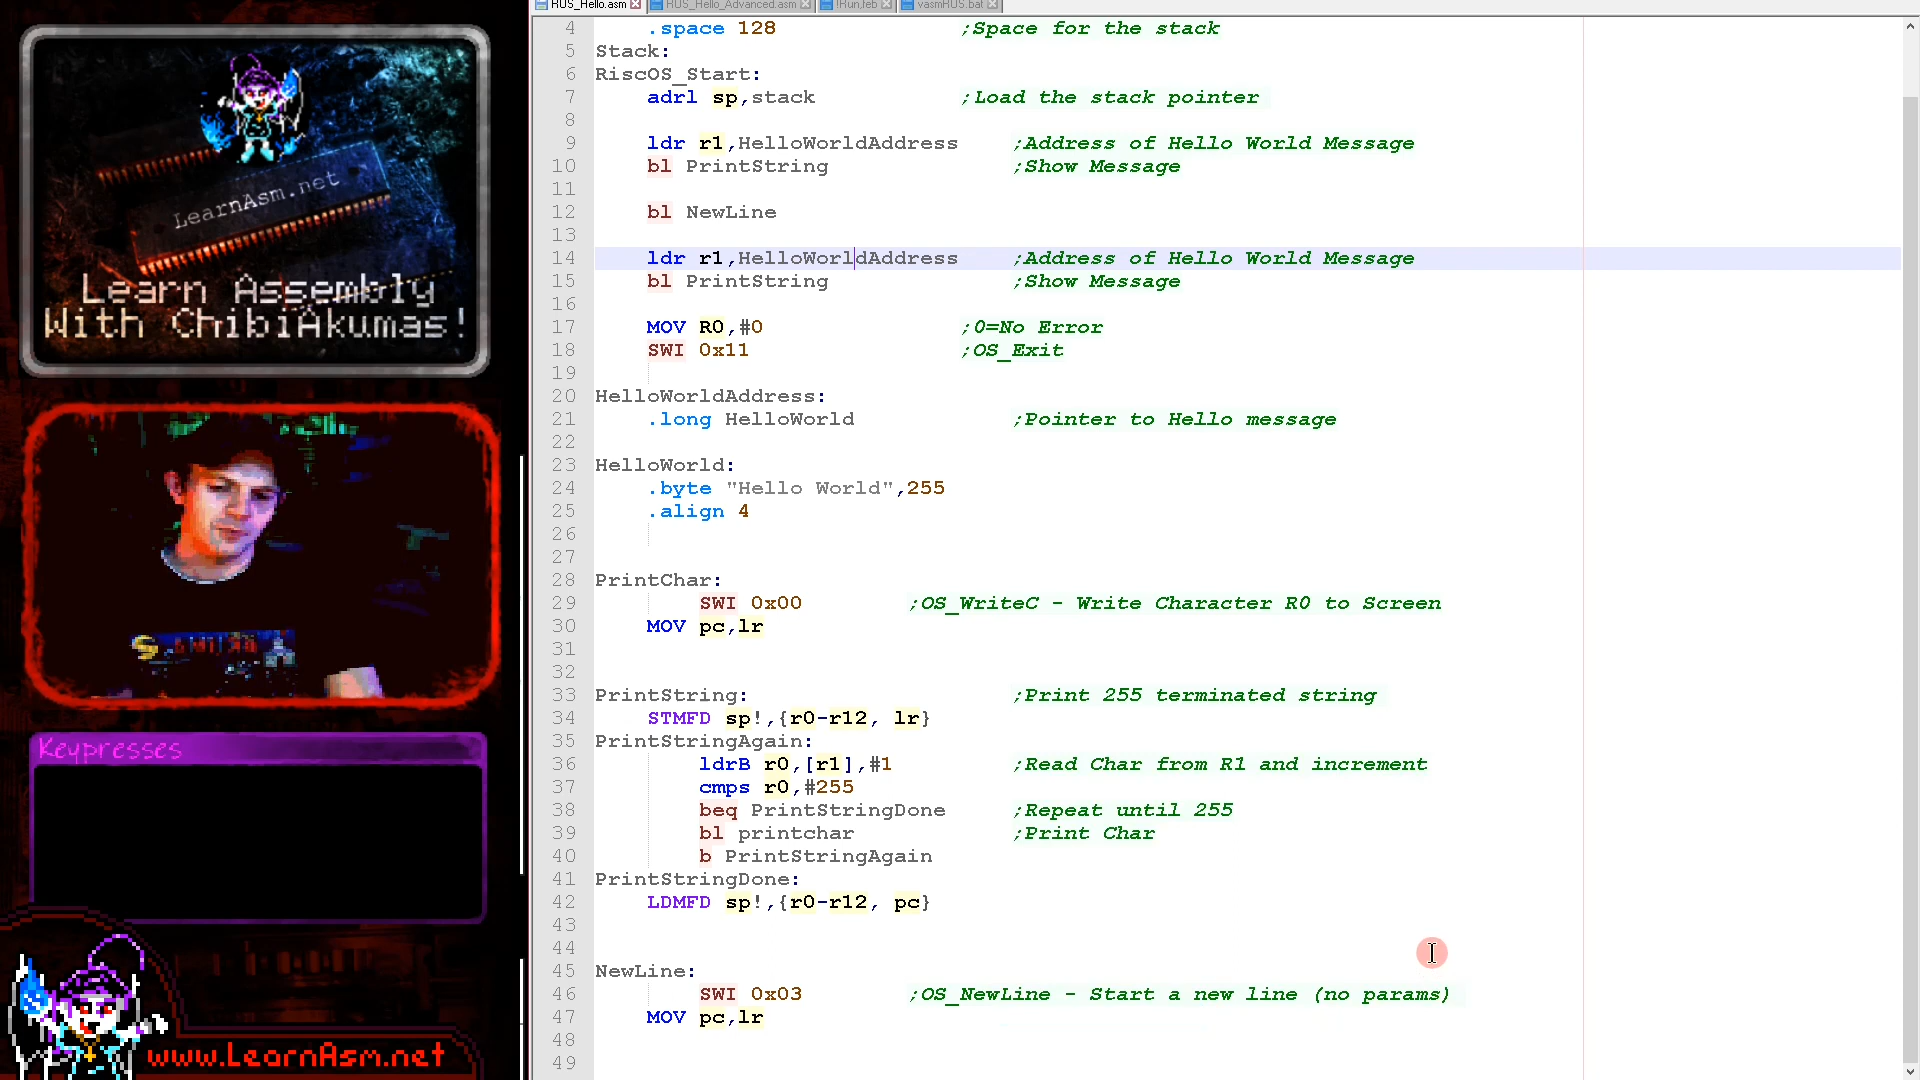 LearnAsm.net
Learn Assembly
With ChibiAkumas!
Keypresses
www.LearnAsm.net
RUS_Hello.asm RUS_Hello_Advanced.asm !Run,feb vasmRUS.bat
4 .space 128 ;Space for the stack
5 Stack:
6 RiscOS_Start:
7 adrl sp,stack ;Load the stack pointer
8
9 ldr r1,HelloWorldAddress ;Address of Hello World Message
10 bl PrintString ;Show Message
11
12 bl NewLine
13
14 ldr r1,HelloWorldAddress ;Address of Hello World Message
15 bl PrintString ;Show Message
16
17 MOV R0,#0 ;0=No Error
18 SWI 0x11 ;OS_Exit
19
20 HelloWorldAddress:
21 .long HelloWorld ;Pointer to Hello message
22
23 HelloWorld:
24 .byte "Hello World",255
25 .align 4
26
27
28 PrintChar:
29 SWI 0x00 ;OS_WriteC - Write Character R0 to Screen
30 MOV pc,lr
31
32
33 PrintString: ;Print 255 terminated string
34 STMFD sp!,{r0-r12, lr}
35 PrintStringAgain:
36 ldrB r0,[r1],#1 ;Read Char from R1 and increment
37 cmps r0,#255
38 beq PrintStringDone ;Repeat until 255
39 bl printchar ;Print Char
40 b PrintStringAgain
41 PrintStringDone:
42 LDMFD sp!,{r0-r12, pc}
43
44
45 NewLine:
46 SWI 0x03 ;OS_NewLine - Start a new line (no params)
47 MOV pc,lr
48
49